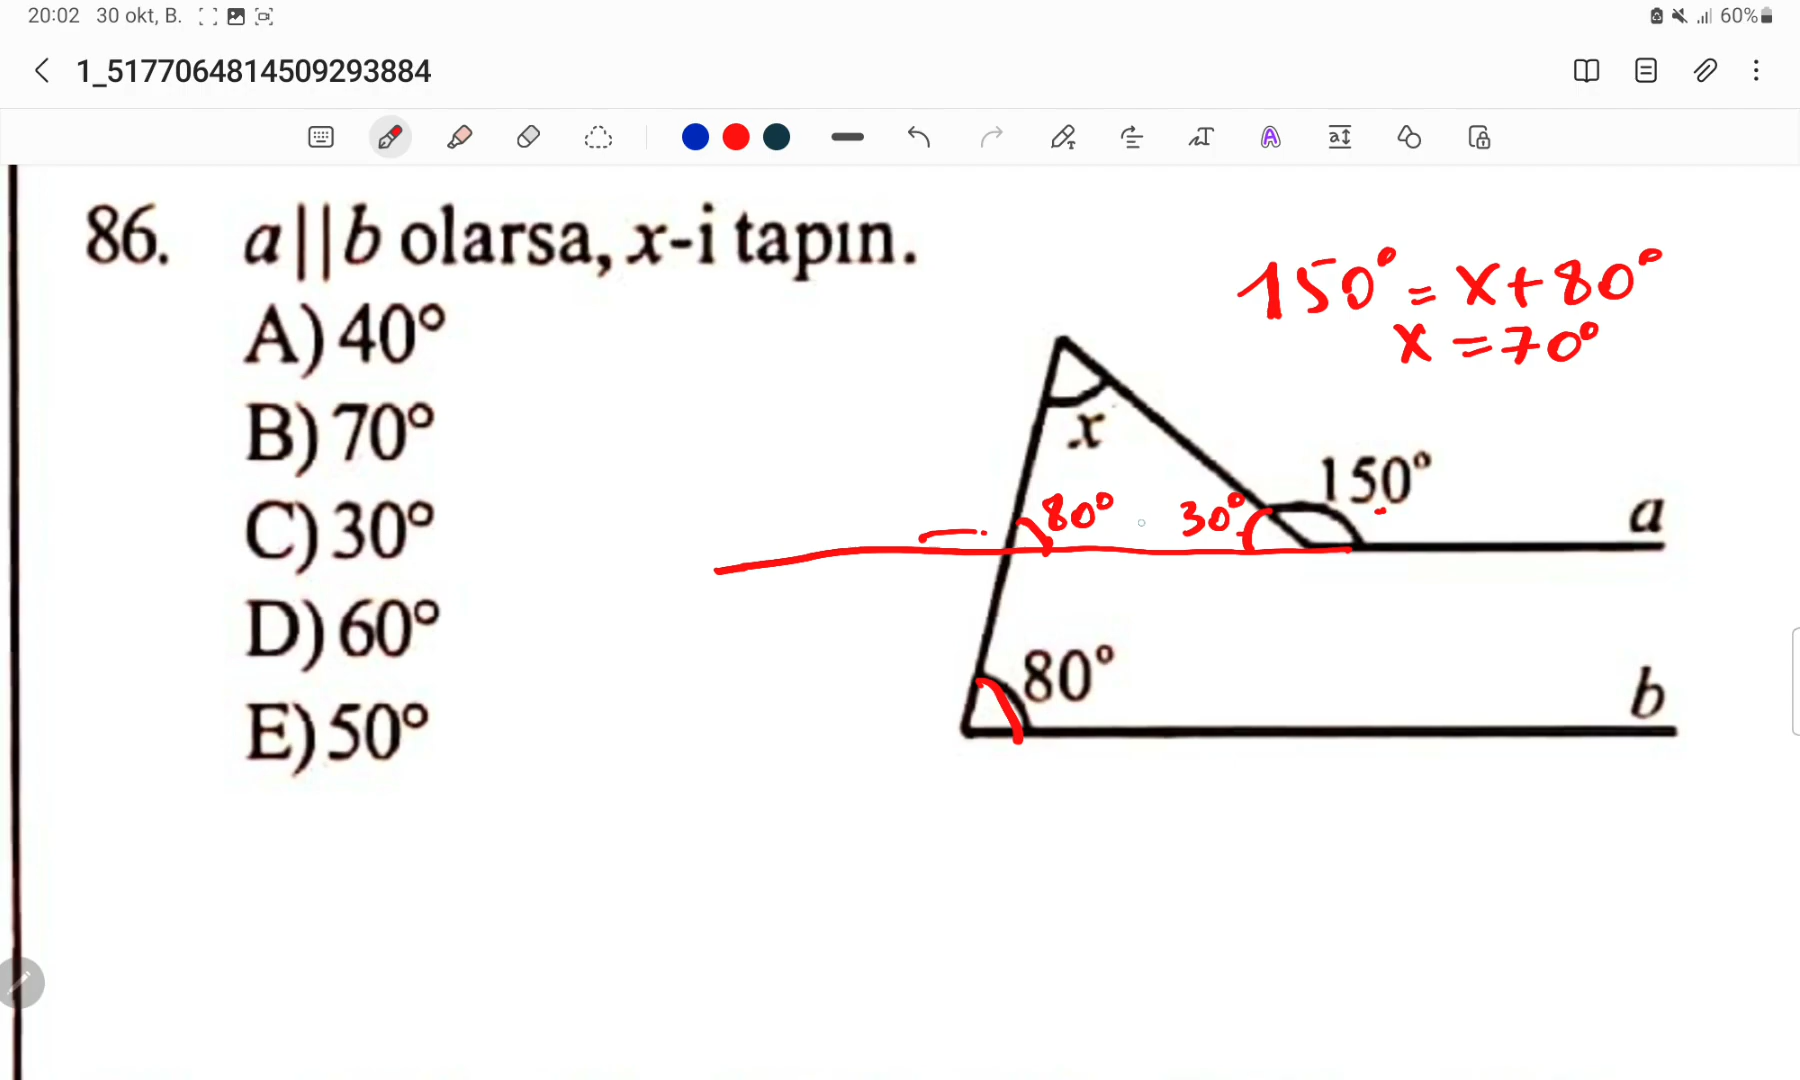 20:02 30 okt, B. 60%
1_5177064814509293884
86. a||b olarsa, x-i tapın.
A) 40°
B) 70°
C) 30°
D) 60°
E) 50°
150° = x+80°
x = 70°
x
150°
a
80°
30°
80°
b